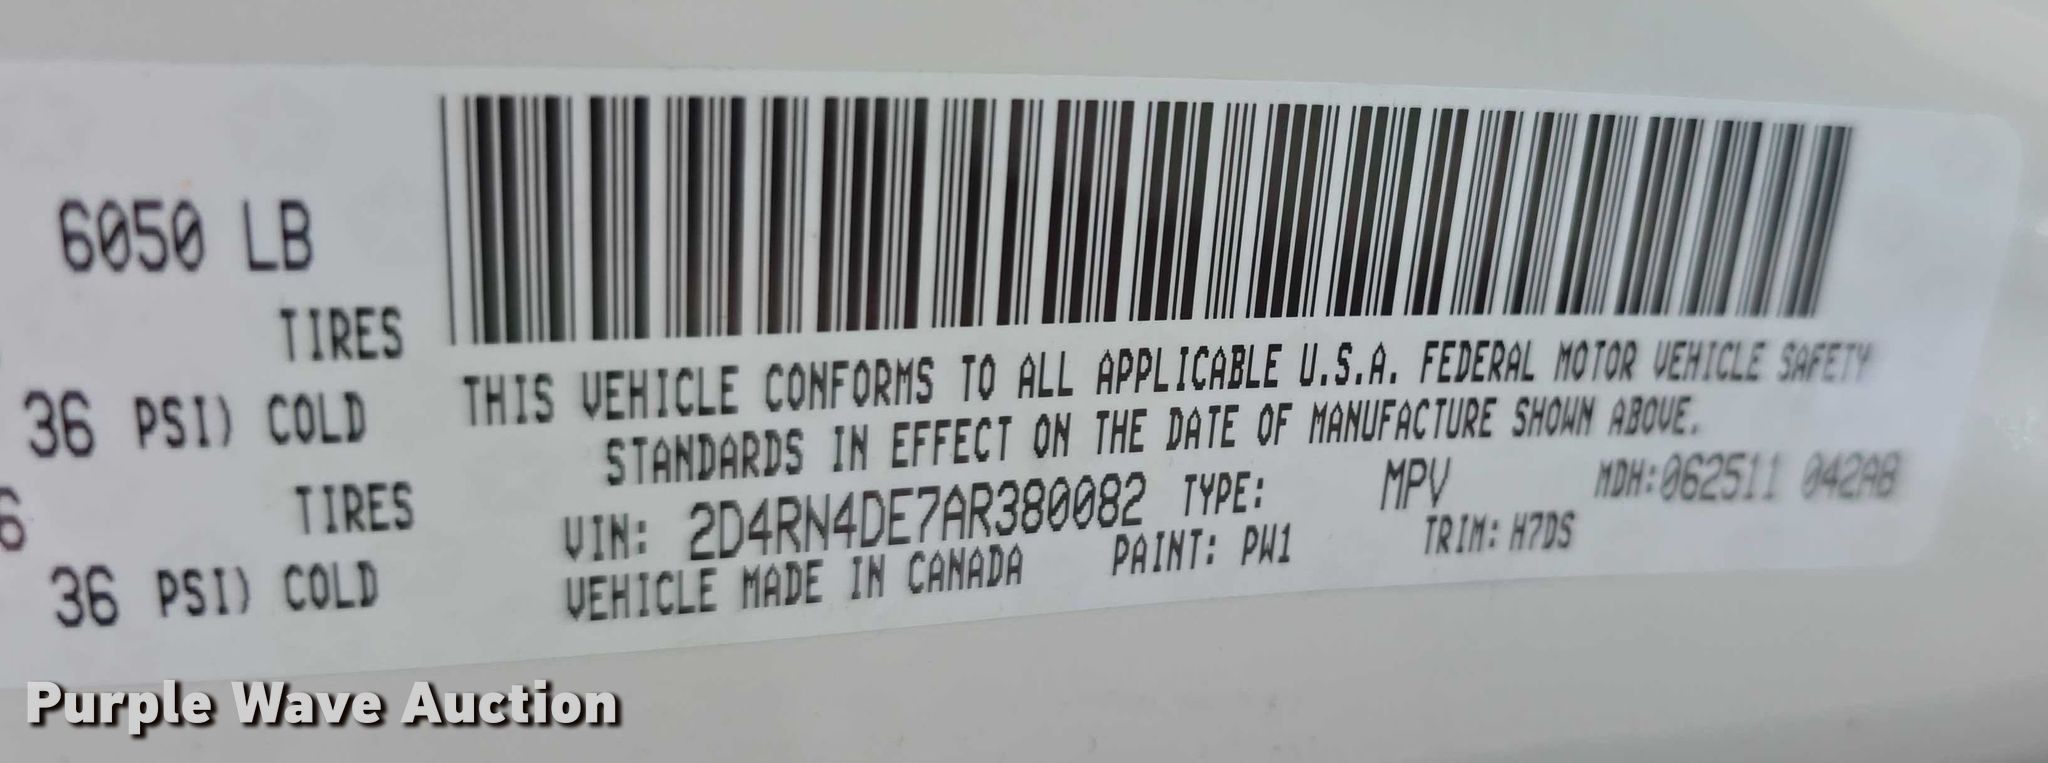 6050 LB
TIRES
36 PSI) COLD
6 TIRES
36 PSI) COLD
THIS VEHICLE CONFORMS TO ALL APPLICABLE U.S.A. FEDERAL MOTOR VEHICLE SAFETY
STANDARDS IN EFFECT ON THE DATE OF MANUFACTURE SHOWN ABOVE.
VIN: 2D4RN4DE7AR380082 TYPE: MPV MDH:062511 042AB
VEHICLE MADE IN CANADA PAINT: PW1 TRIM: H7DS
Purple Wave Auction